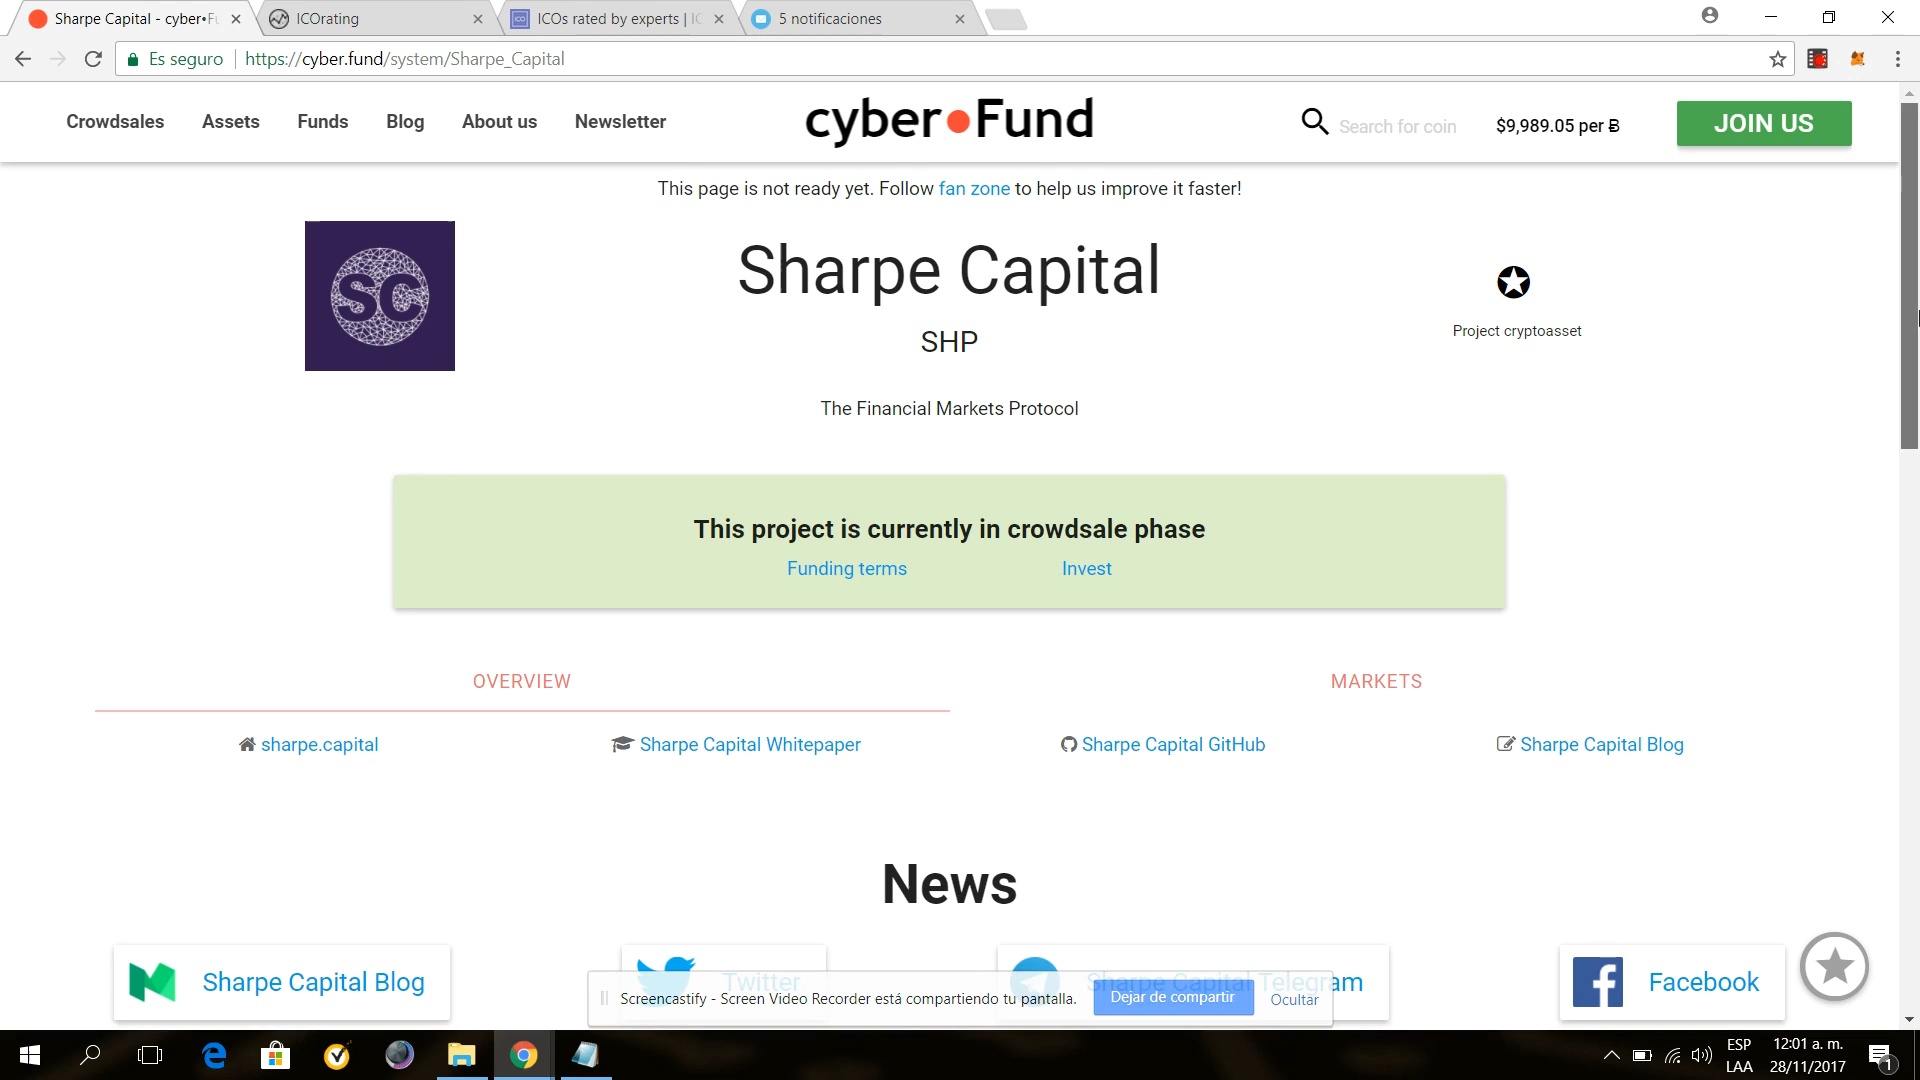 Sharpe Capital - cyber•Fu
ICOrating
ICOs rated by experts | IC
5 notificaciones
Es seguro
https://cyber.fund/system/Sharpe_Capital
Crowdsales
Assets
Funds
Blog
About us
Newsletter
cyber•Fund
Search for coin
$9,989.05 per Ƀ
JOIN US
This page is not ready yet. Follow fan zone to help us improve it faster!
SC
Sharpe Capital
SHP
Project cryptoasset
The Financial Markets Protocol
This project is currently in crowdsale phase
Funding terms
Invest
OVERVIEW
MARKETS
sharpe.capital
Sharpe Capital Whitepaper
Sharpe Capital GitHub
Sharpe Capital Blog
News
Sharpe Capital Blog
Twitter
Sharpe Capital Telegram
Facebook
Screencastify - Screen Video Recorder está compartiendo tu pantalla.
Dejar de compartir
Ocultar
ESP
LAA
12:01 a. m.
28/11/2017
1